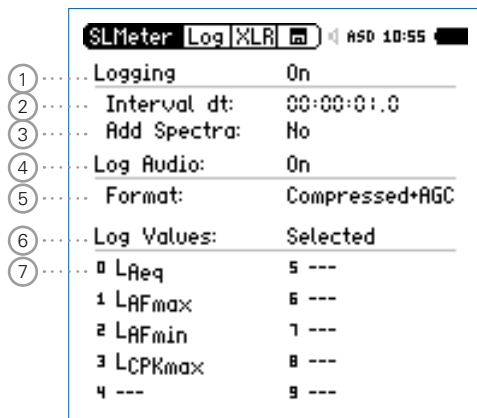 SLMeter Log XLR ASD 10:55
1 Logging On
2 Interval dt: 00:00:01.0
3 Add Spectra: No
4 Log Audio: On
5 Format: Compressed+AGC
6 Log Values: Selected
7 0 LAeq 5 ---
1 LAFmax 6 ---
2 LAFmin 7 ---
3 LCPKmax 8 ---
4 --- 9 ---